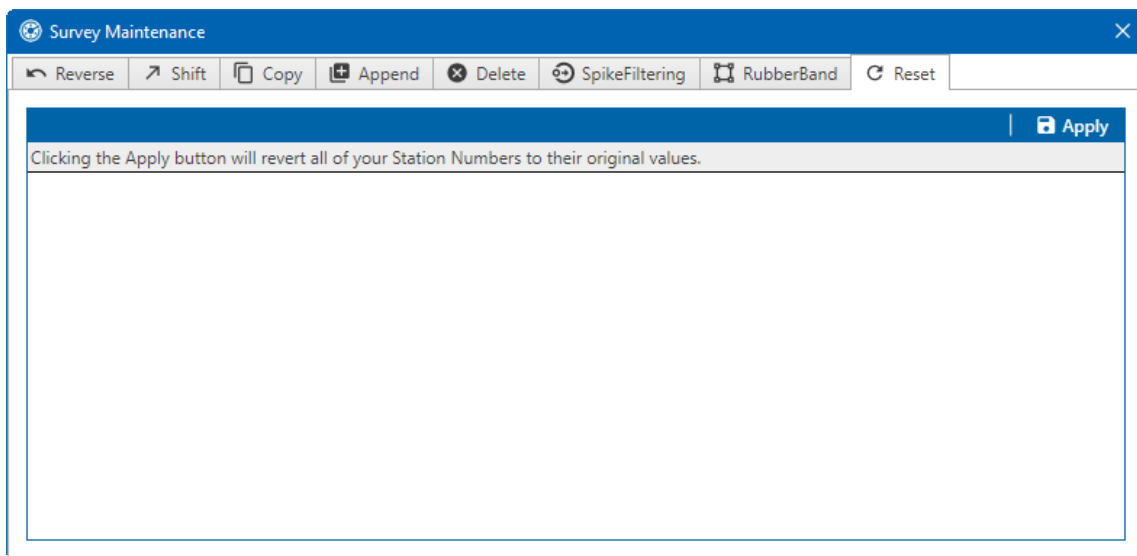 Survey Maintenance
Reverse Shift Copy Append Delete SpikeFiltering RubberBand Reset
Apply
Clicking the Apply button will revert all of your Station Numbers to their original values.